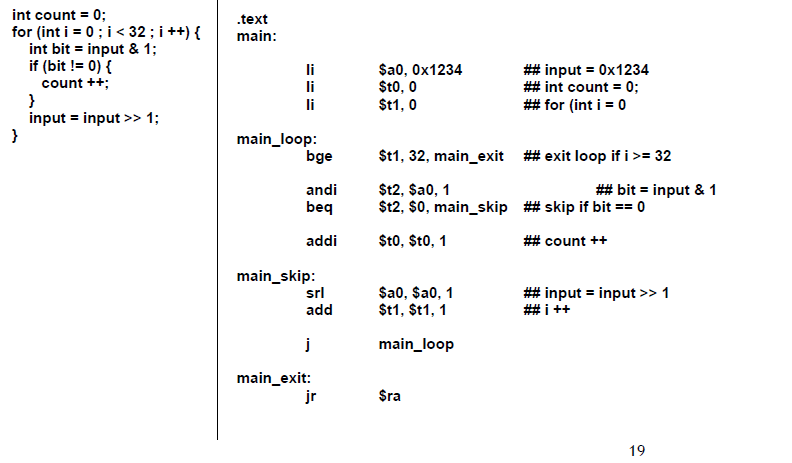 int count = 0;
for (int i = 0 ; i < 32 ; i ++) {
int bit = input & 1;
if (bit != 0) {
count ++;
}
input = input >> 1;
}
.text
main:
li $a0, 0x1234 ## input = 0x1234
li $t0, 0 ## int count = 0;
li $t1, 0 ## for (int i = 0
main_loop:
bge $t1, 32, main_exit ## exit loop if i >= 32
andi $t2, $a0, 1 ## bit = input & 1
beq $t2, $0, main_skip ## skip if bit == 0
addi $t0, $t0, 1 ## count ++
main_skip:
srl $a0, $a0, 1 ## input = input >> 1
add $t1, $t1, 1 ## i ++
j main_loop
main_exit:
jr $ra
19